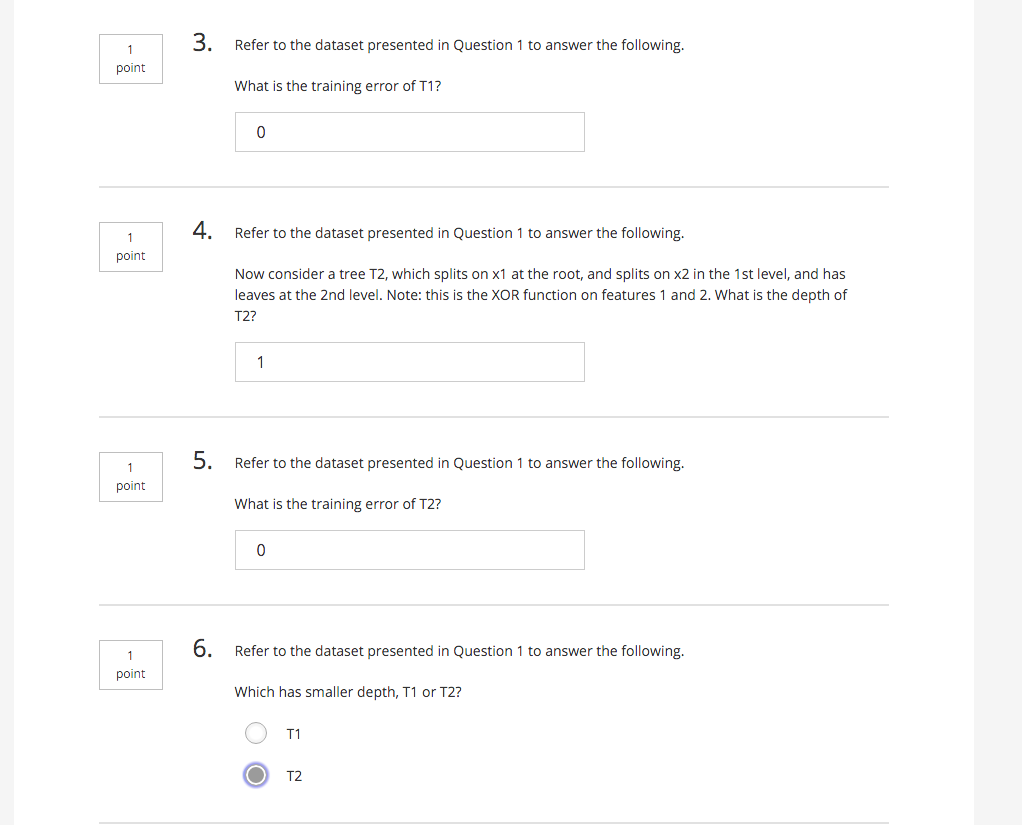 1
point
3. Refer to the dataset presented in Question 1 to answer the following.
What is the training error of T1?
0
1
point
4. Refer to the dataset presented in Question 1 to answer the following.
Now consider a tree T2, which splits on x1 at the root, and splits on x2 in the 1st level, and has
leaves at the 2nd level. Note: this is the XOR function on features 1 and 2. What is the depth of
T2?
1
1
point
5. Refer to the dataset presented in Question 1 to answer the following.
What is the training error of T2?
0
1
point
6. Refer to the dataset presented in Question 1 to answer the following.
Which has smaller depth, T1 or T2?
T1
T2